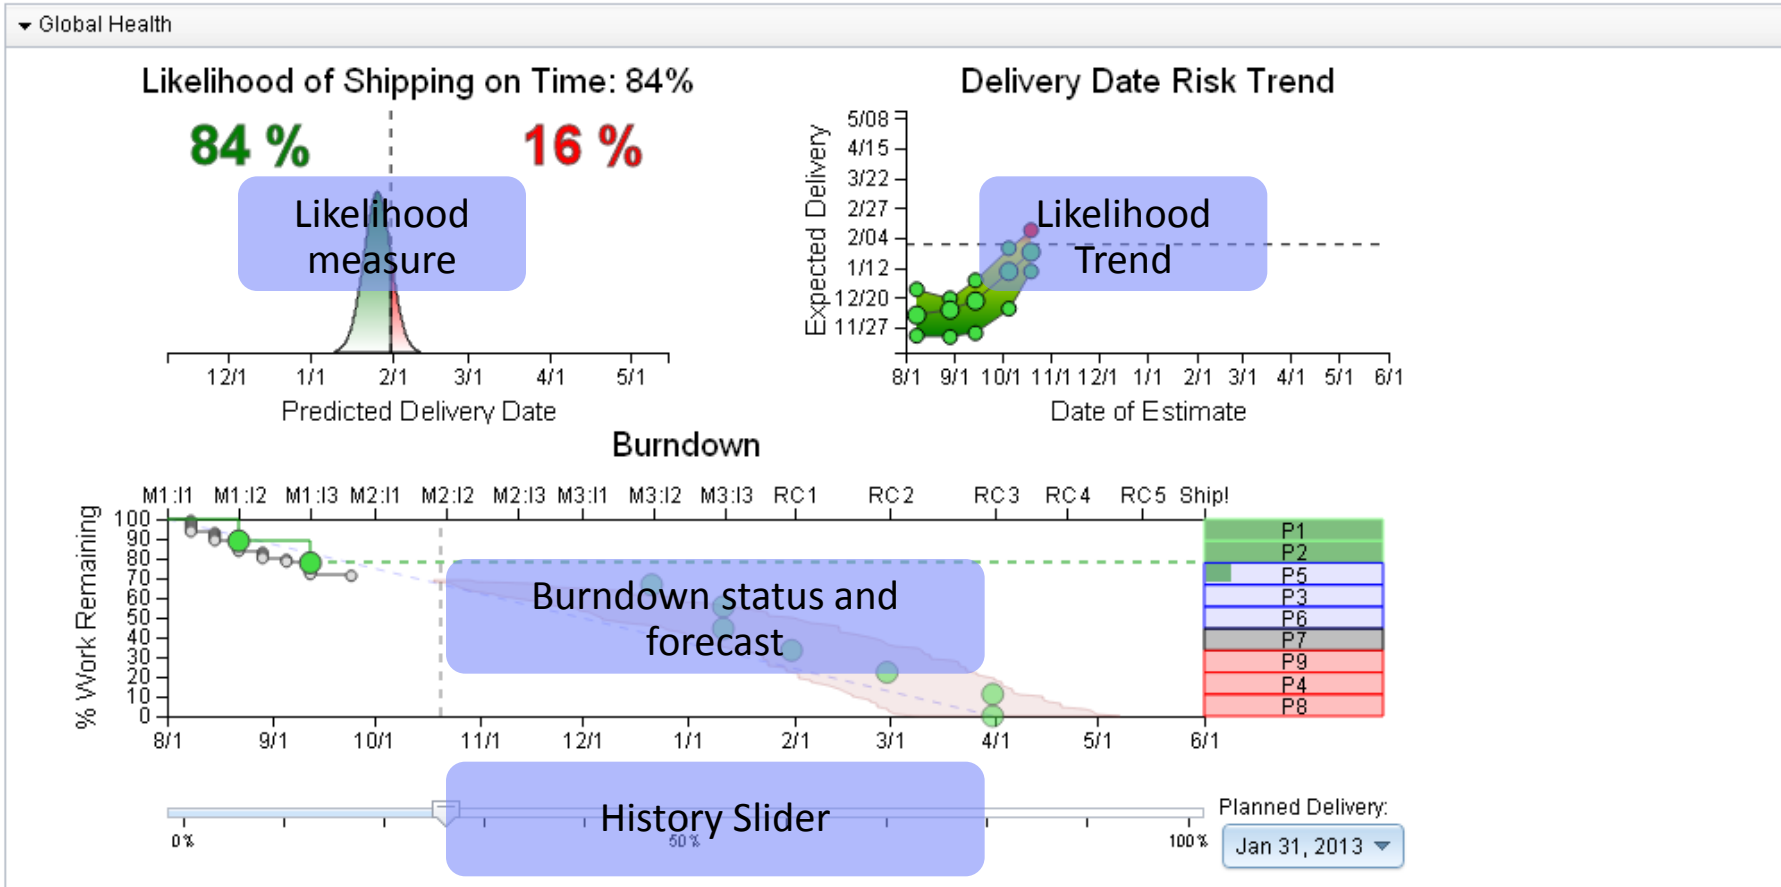 Global Health
Likelihood of Shipping on Time: 84%
84 %
16 %
Likelihood
measure
12/1 1/1 2/1 3/1 4/1 5/1
Predicted Delivery Date
Delivery Date Risk Trend
Expected Delivery
5/08
4/15
3/22
2/27
2/04
1/12
12/20
11/27
Likelihood
Trend
8/1 9/1 10/1 11/1 12/1 1/1 2/1 3/1 4/1 5/1 6/1
Date of Estimate
Burndown
M1:I1 M1:I2 M1:I3 M2:I1 M2:I2 M2:I3 M3:I1 M3:I2 M3:I3 RC1 RC2 RC3 RC4 RC5 Ship!
% Work Remaining
100
90
80
70
60
50
40
30
20
10
0
Burndown status and
forecast
P1
P2
P5
P3
P6
P7
P9
P4
P8
8/1 9/1 10/1 11/1 12/1 1/1 2/1 3/1 4/1 5/1 6/1
History Slider
0% 50% 100%
Planned Delivery:
Jan 31, 2013